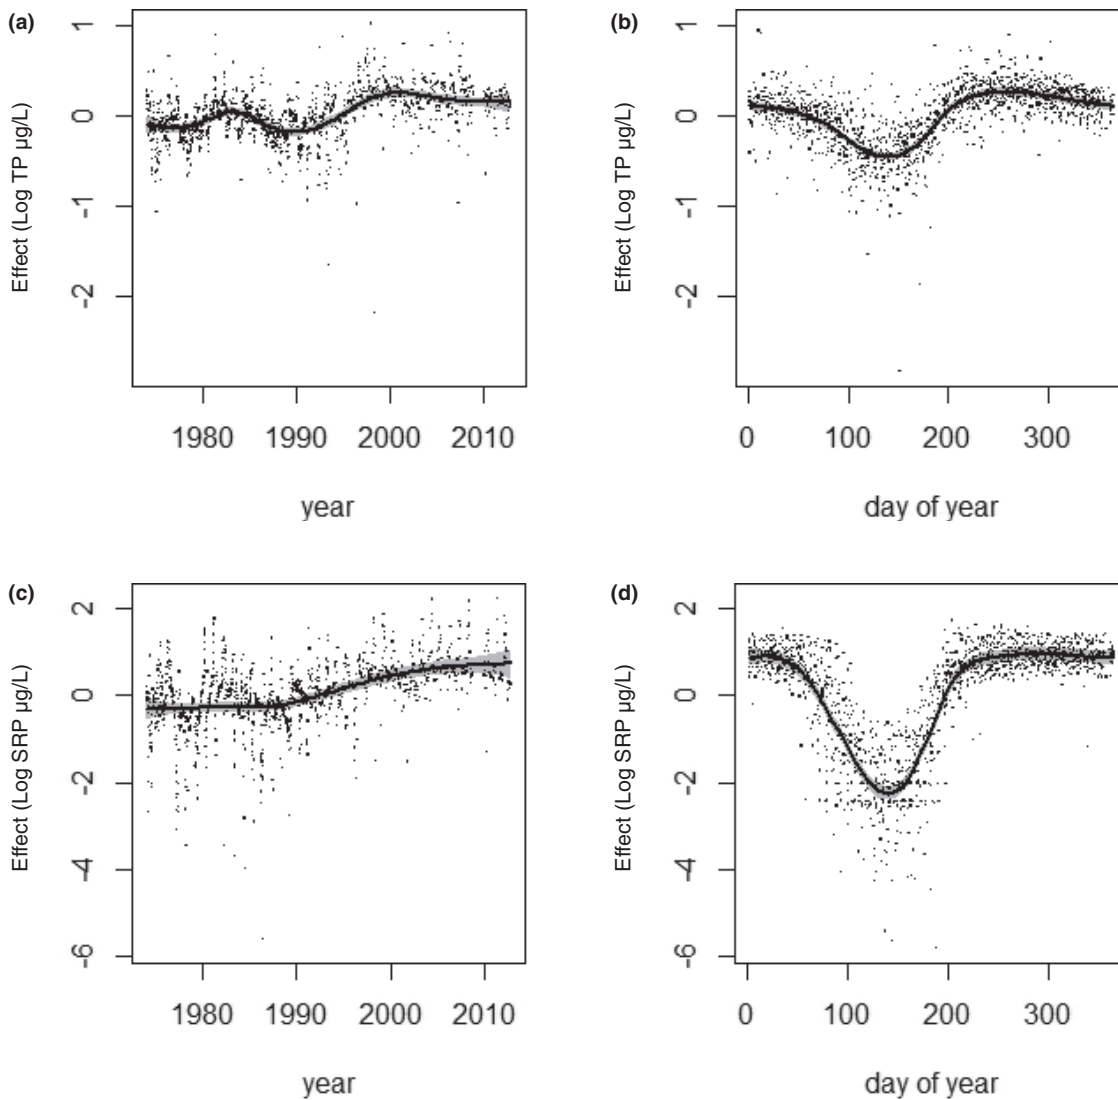 (a)
Effect (Log TP µg/L)
1
0
-1
-2
1980 1990 2000 2010
year
(b)
Effect (Log TP µg/L)
1
0
-1
-2
0 100 200 300
day of year
(c)
Effect (Log SRP µg/L)
2
0
-2
-4
-6
1980 1990 2000 2010
year
(d)
Effect (Log SRP µg/L)
2
0
-2
-4
-6
0 100 200 300
day of year